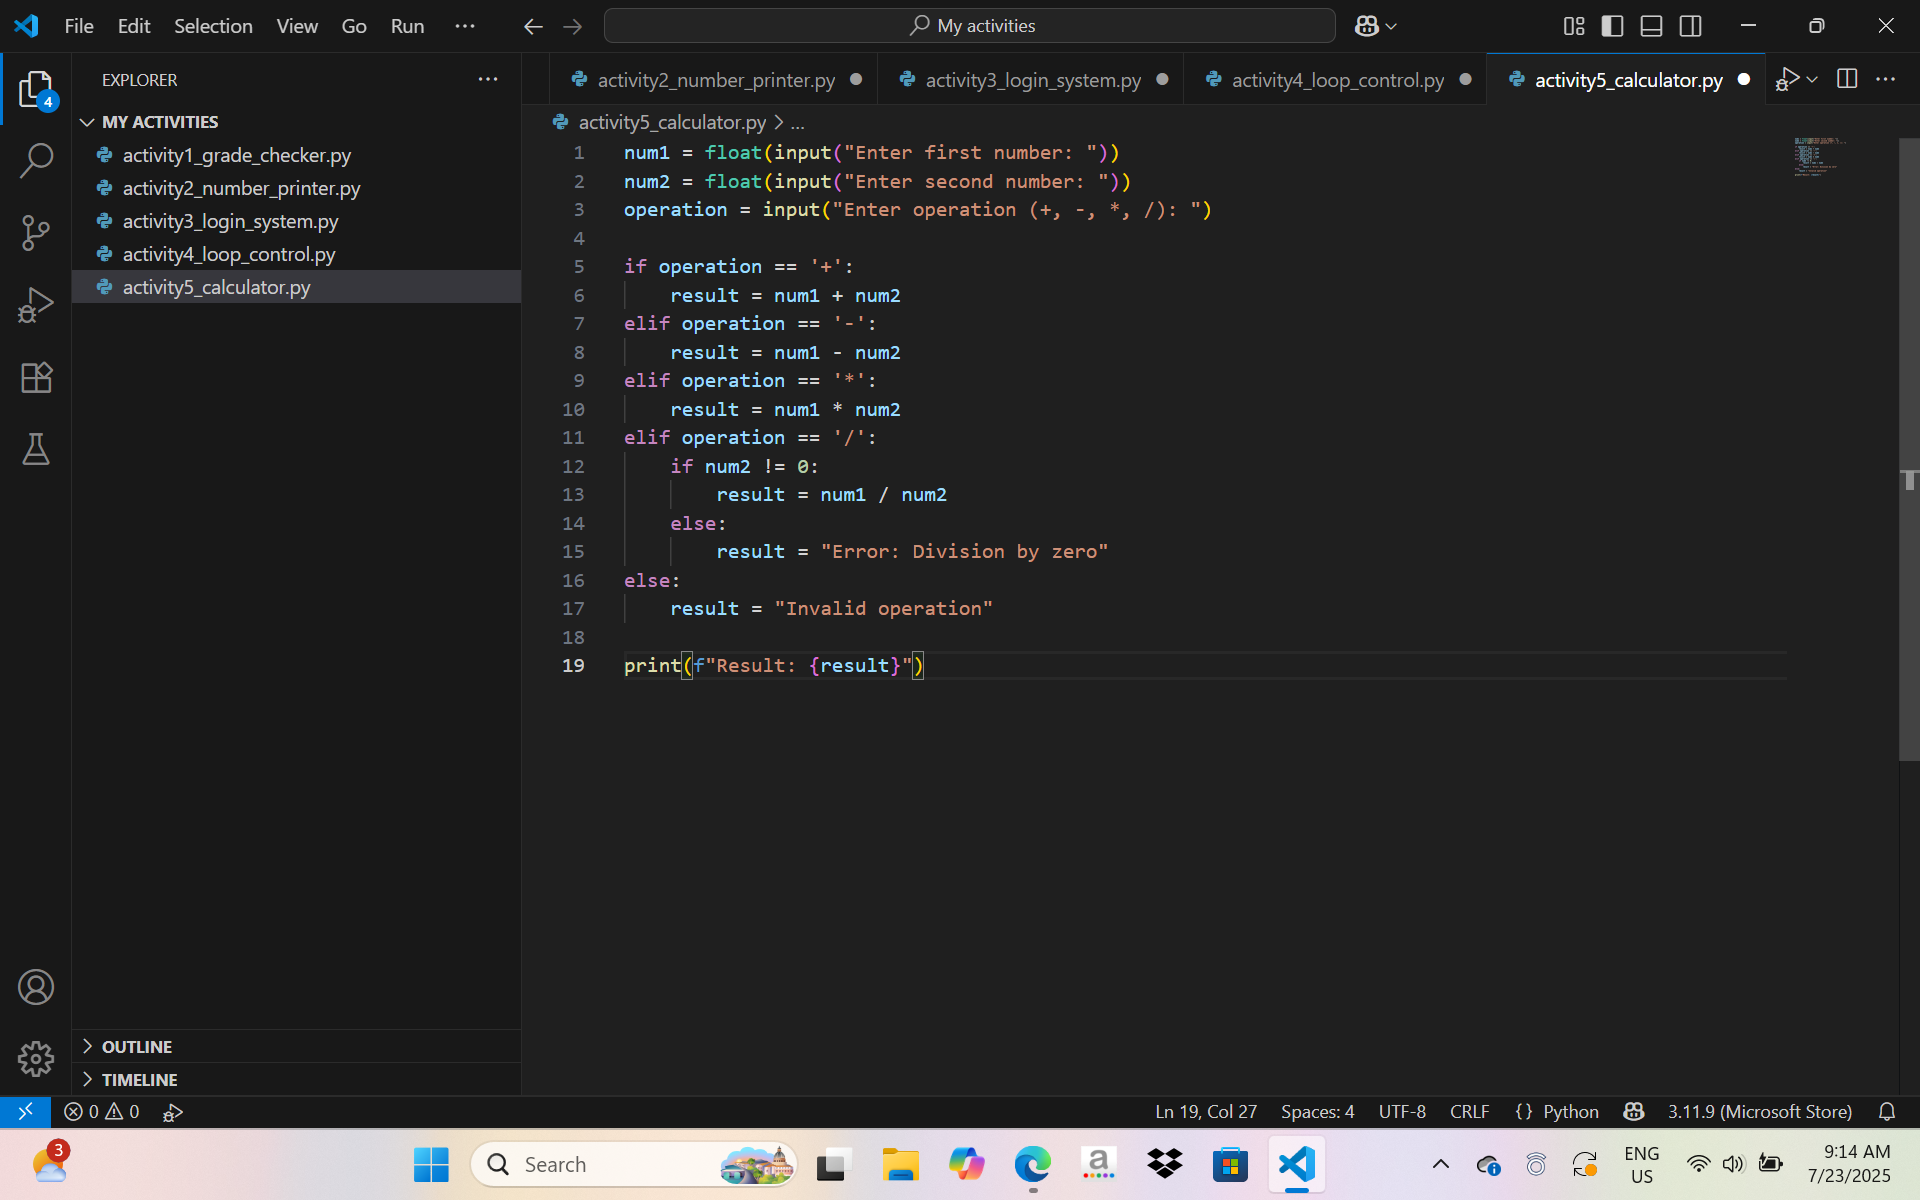 File Edit Selection View Go Run ···
My activities
EXPLORER ···
activity2_number_printer.py activity3_login_system.py activity4_loop_control.py activity5_calculator.py
4
MY ACTIVITIES
activity1_grade_checker.py
activity2_number_printer.py
activity3_login_system.py
activity4_loop_control.py
activity5_calculator.py
activity5_calculator.py > ...
1 num1 = float(input("Enter first number: "))
2 num2 = float(input("Enter second number: "))
3 operation = input("Enter operation (+, -, *, /): ")
4
5 if operation == '+':
6     result = num1 + num2
7 elif operation == '-':
8     result = num1 - num2
9 elif operation == '*':
10     result = num1 * num2
11 elif operation == '/':
12     if num2 != 0:
13         result = num1 / num2
14     else:
15         result = "Error: Division by zero"
16 else:
17     result = "Invalid operation"
18
19 print(f"Result: {result}")
OUTLINE
TIMELINE
0 0 Ln 19, Col 27 Spaces: 4 UTF-8 CRLF {} Python 3.11.9 (Microsoft Store)
3
Search
a
ENG
US
9:14 AM
7/23/2025